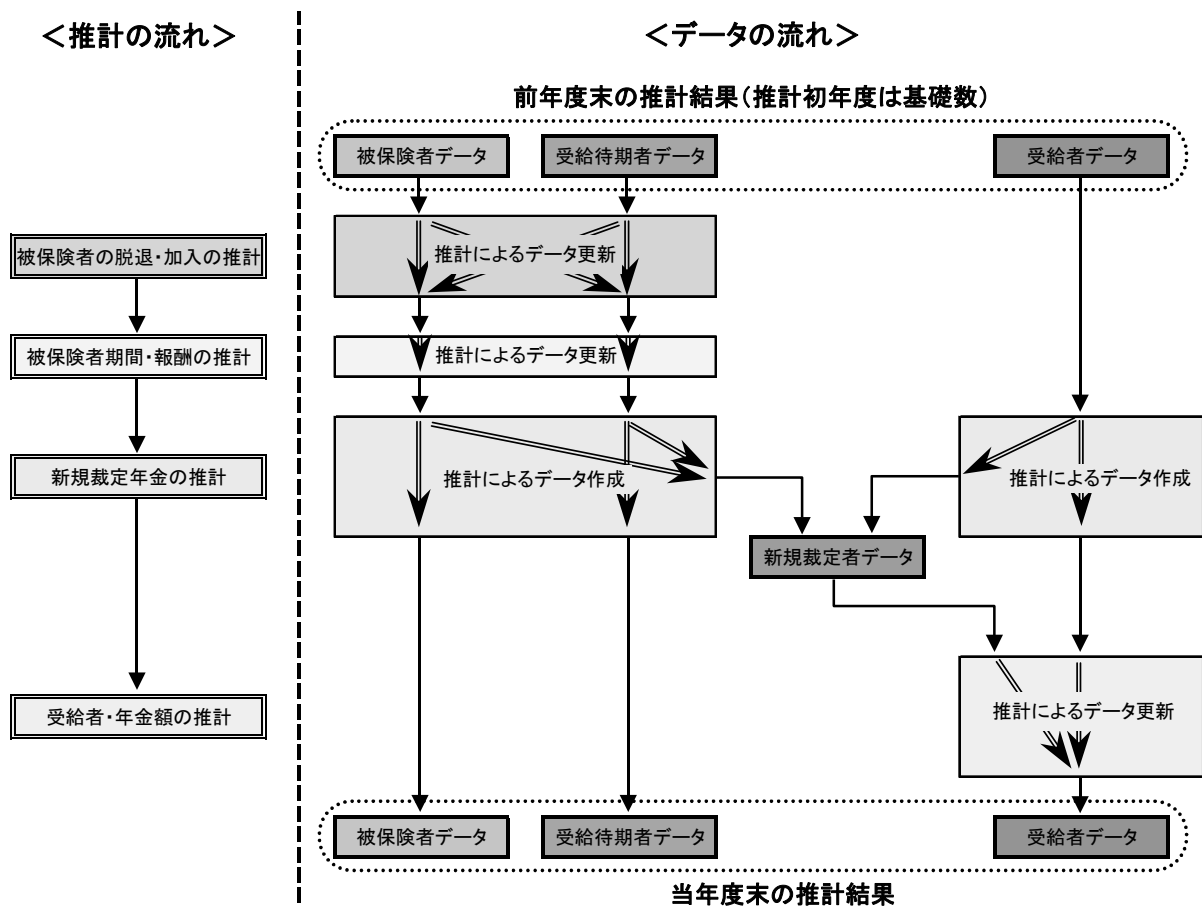 ＜推計の流れ＞
＜データの流れ＞
前年度末の推計結果（推計初年度は基礎数）
被保険者データ
受給待期者データ
受給者データ
被保険者の脱退・加入の推計
推計によるデータ更新
被保険者期間・報酬の推計
推計によるデータ更新
新規裁定年金の推計
推計によるデータ作成
推計によるデータ作成
新規裁定者データ
受給者・年金額の推計
推計によるデータ更新
被保険者データ
受給待期者データ
受給者データ
当年度末の推計結果